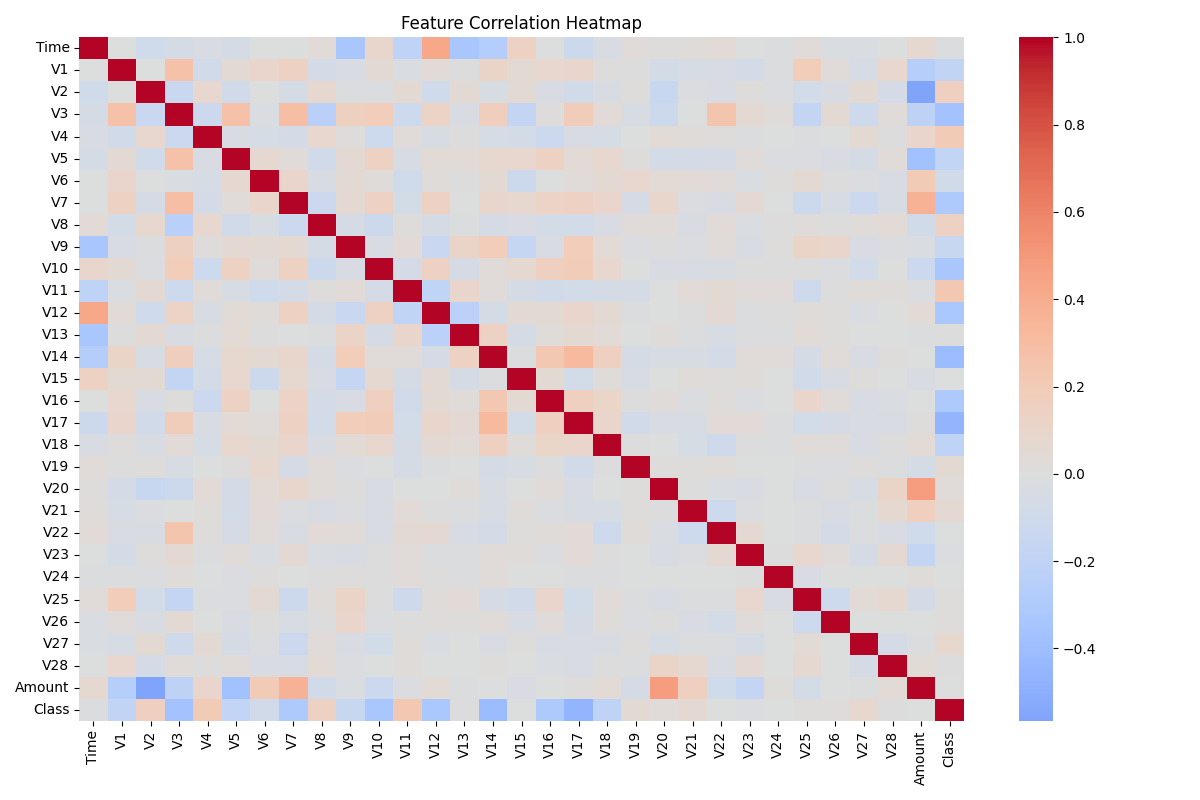 Feature Correlation Heatmap
Time
V1
V2
V3
V4
V5
V6
V7
V8
V9
V10
V11
V12
V13
V14
V15
V16
V17
V18
V19
V20
V21
V22
V23
V24
V25
V26
V27
V28
Amount
Class
Time V1 V2 V3 V4 V5 V6 V7 V8 V9 V10 V11 V12 V13 V14 V15 V16 V17 V18 V19 V20 V21 V22 V23 V24 V25 V26 V27 V28 Amount Class
1.0
0.8
0.6
0.4
0.2
0.0
−0.2
−0.4